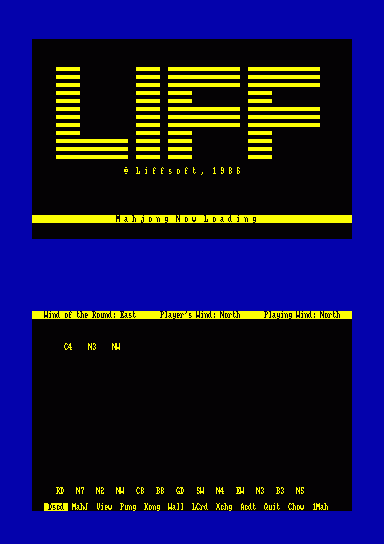 LIFF
© Liffsoft, 1986
Mahjong Now Loading
Wind of the Round: East Player's Wind: North Playing Wind: North
C4 N3 NW
RD N7 N2 NW C8 B8 GD SW N4 EW N3 B3 N5
Dscd MahJ View Pung Kong Wall LCrd Xchg Acdt Quit Chow 1Mah